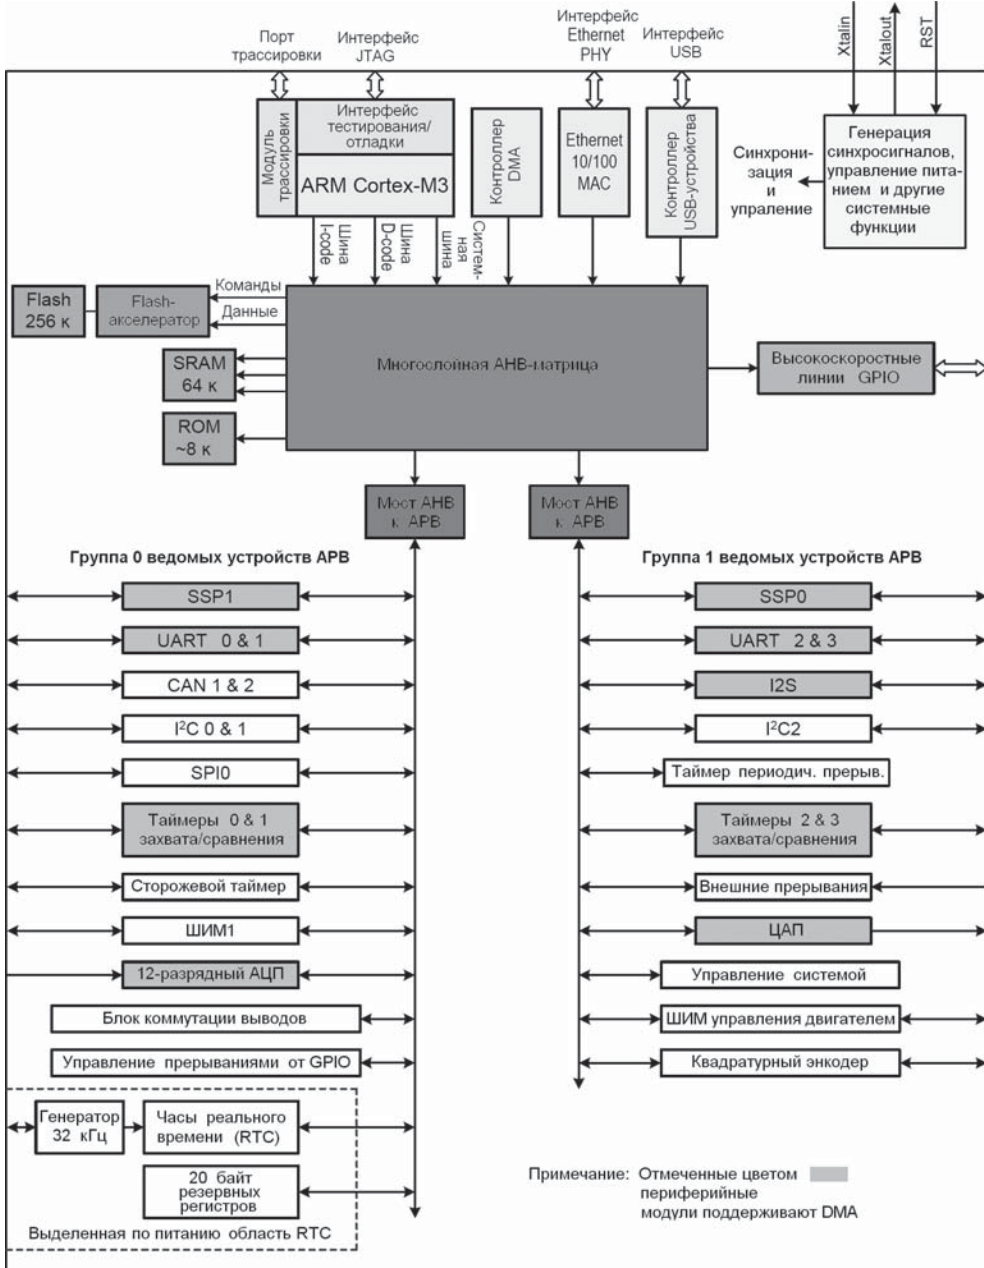 Порт
трассировки
Интерфейс
JTAG
Интерфейс
Ethernet
PHY
Интерфейс
USB
Xtalin
Xtalout
RST
Модуль
трассировки
Интерфейс
тестирования/
отладки
ARM Cortex-M3
Контроллер
DMA
Ethernet
10/100
MAC
Контроллер
USB-устройства
Синхрони-
зация
и
упраление
Генерация
синхросигналов,
управление пита-
нием и другие
системные
функции
Шина
I-code
Шина
D-code
Систем-
ная
шина
Flash
256 к
Flash-
акселератор
Команды
Данные
SRAM
64 к
ROM
~8 к
Многослойная АНВ-матрица
Высокоскоростные
линии GPIO
Мост АНВ
к АРВ
Мост АНВ
к АРВ
Группа 0 ведомых устройств АРВ
Группа 1 ведомых устройств АРВ
SSP1
SSP0
UART 0 & 1
UART 2 & 3
CAN 1 & 2
I2S
I²C 0 & 1
I²C2
SPI0
Таймер периодич. прерыв.
Таймеры 0 & 1
захвата/сравнения
Таймеры 2 & 3
захвата/сравнения
Сторожевой таймер
Внешние прерывания
ШИМ1
ЦАП
12-разрядный АЦП
Управление системой
Блок коммутации выводов
ШИМ управления двигателем
Управление прерываниями от GPIO
Квадратурный энкодер
Генератор
32 кГц
Часы реального
времени (RTC)
20 байт
резервных
регистров
Выделенная по питанию область RTC
Примечание: Отмеченные цветом
периферийные
модули поддерживают DMA